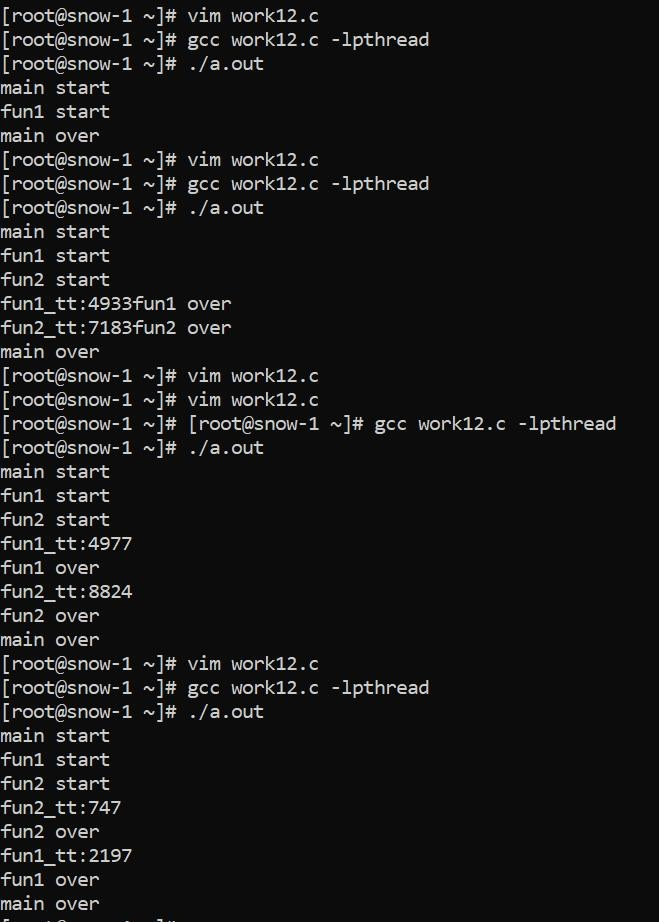 [root@snow-1 ~]# vim work12.c
[root@snow-1 ~]# gcc work12.c -lpthread
[root@snow-1 ~]# ./a.out
main start
fun1 start
main over
[root@snow-1 ~]# vim work12.c
[root@snow-1 ~]# gcc work12.c -lpthread
[root@snow-1 ~]# ./a.out
main start
fun1 start
fun2 start
fun1_tt:4933fun1 over
fun2_tt:7183fun2 over
main over
[root@snow-1 ~]# vim work12.c
[root@snow-1 ~]# vim work12.c
[root@snow-1 ~]# [root@snow-1 ~]# gcc work12.c -lpthread
[root@snow-1 ~]# ./a.out
main start
fun1 start
fun2 start
fun1_tt:4977
fun1 over
fun2_tt:8824
fun2 over
main over
[root@snow-1 ~]# vim work12.c
[root@snow-1 ~]# gcc work12.c -lpthread
[root@snow-1 ~]# ./a.out
main start
fun1 start
fun2 start
fun2_tt:747
fun2 over
fun1_tt:2197
fun1 over
main over